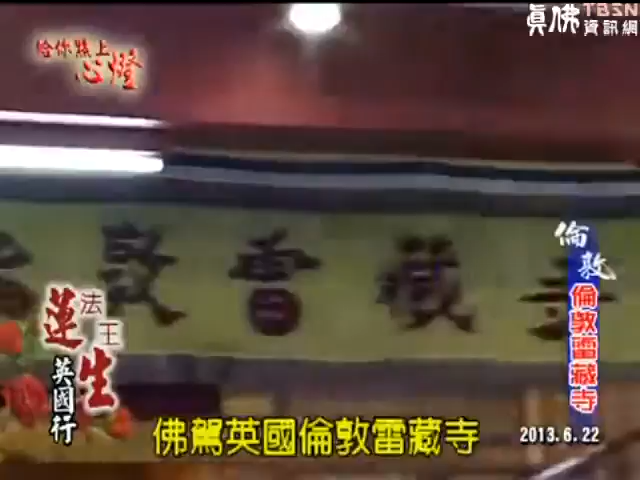 真佛
TBSN
資訊網
給你點上
心燈
倫敦雷藏寺
倫敦
倫敦雷藏寺
法王
蓮生
英國行
佛駕英國倫敦雷藏寺
2013.6.22